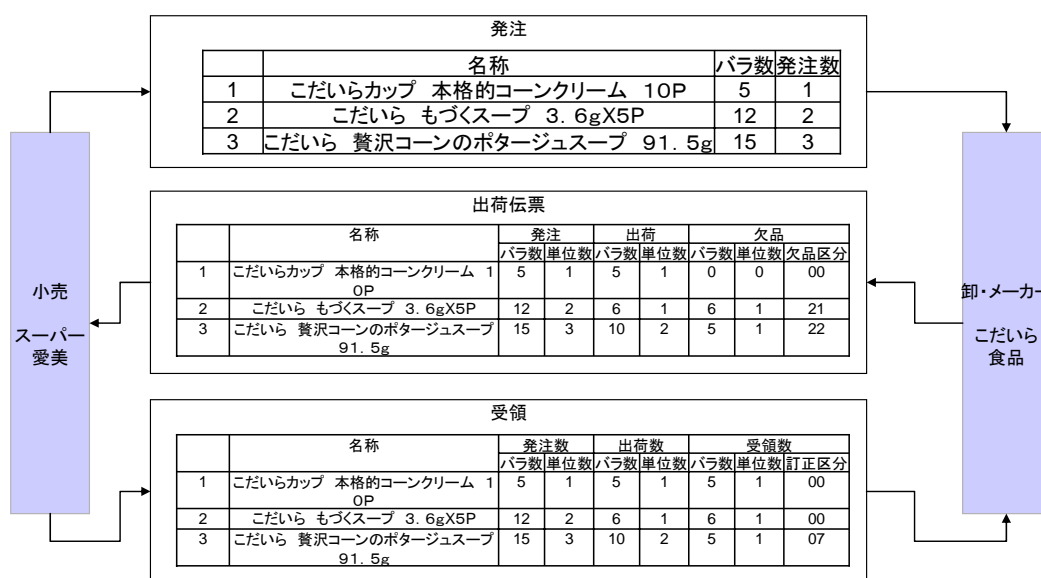 発注
名称 バラ数 発注数
1 こだいらカップ 本格的コーンクリーム 10P 5 1
2 こだいら もづくスープ 3.6gX5P 12 2
3 こだいら 贅沢コーンのポタージュスープ 91.5g 15 3
出荷伝票
名称 発注 出荷 欠品
バラ数 単位数 バラ数 単位数 バラ数 単位数 欠品区分
1 こだいらカップ 本格的コーンクリーム 1 5 1 5 1 0 0 00
0P
2 こだいら もづくスープ 3.6gX5P 12 2 6 1 6 1 21
3 こだいら 贅沢コーンのポタージュスープ 15 3 10 2 5 1 22
91.5g
小売
スーパー
愛美
卸・メーカー
こだいら
食品
受領
名称 発注数 出荷数 受領数
バラ数 単位数 バラ数 単位数 バラ数 単位数 訂正区分
1 こだいらカップ 本格的コーンクリーム 1 5 1 5 1 5 1 00
0P
2 こだいら もづくスープ 3.6gX5P 12 2 6 1 6 1 00
3 こだいら 贅沢コーンのポタージュスープ 15 3 10 2 5 1 07
91.5g